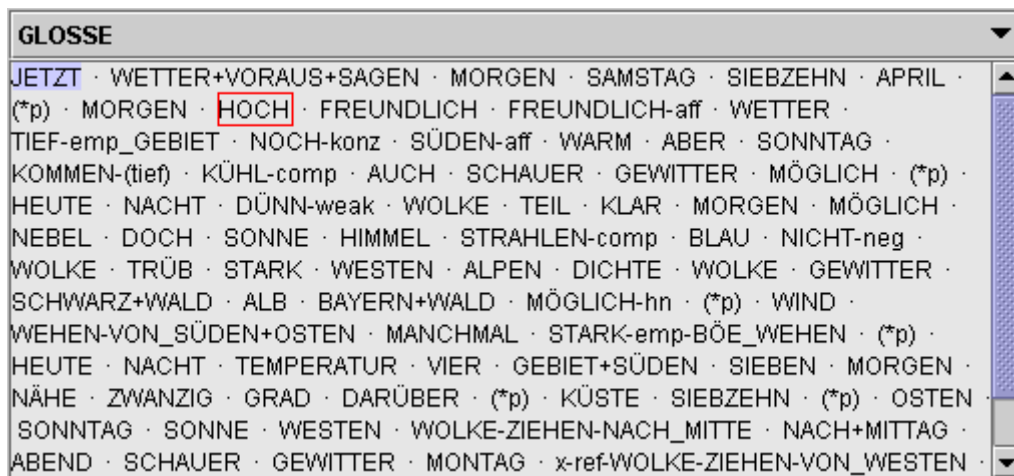 GLOSSE
JETZT · WETTER+VORAUS+SAGEN · MORGEN · SAMSTAG · SIEBZEHN · APRIL ·
(*p) · MORGEN · HOCH · FREUNDLICH · FREUNDLICH-aff · WETTER ·
TIEF-emp_GEBIET · NOCH-konz · SÜDEN-aff · WARM · ABER · SONNTAG ·
KOMMEN-(tief) · KÜHL-comp · AUCH · SCHAUER · GEWITTER · MÖGLICH · (*p) ·
HEUTE · NACHT · DÜNN-weak · WOLKE · TEIL · KLAR · MORGEN · MÖGLICH ·
NEBEL · DOCH · SONNE · HIMMEL · STRAHLEN-comp · BLAU · NICHT-neg ·
WOLKE · TRÜB · STARK · WESTEN · ALPEN · DICHTE · WOLKE · GEWITTER ·
SCHWARZ+WALD · ALB · BAYERN+WALD · MÖGLICH-hn · (*p) · WIND ·
WEHEN-VON_SÜDEN+OSTEN · MANCHMAL · STARK-emp-BÖE_WEHEN · (*p) ·
HEUTE · NACHT · TEMPERATUR · VIER · GEBIET+SÜDEN · SIEBEN · MORGEN ·
NÄHE · ZWANZIG · GRAD · DARÜBER · (*p) · KÜSTE · SIEBZEHN · (*p) · OSTEN ·
SONNTAG · SONNE · WESTEN · WOLKE-ZIEHEN-NACH_MITTE · NACH+MITTAG ·
ABEND · SCHAUER · GEWITTER · MONTAG · x-ref-WOLKE-ZIEHEN-VON_WESTEN ·